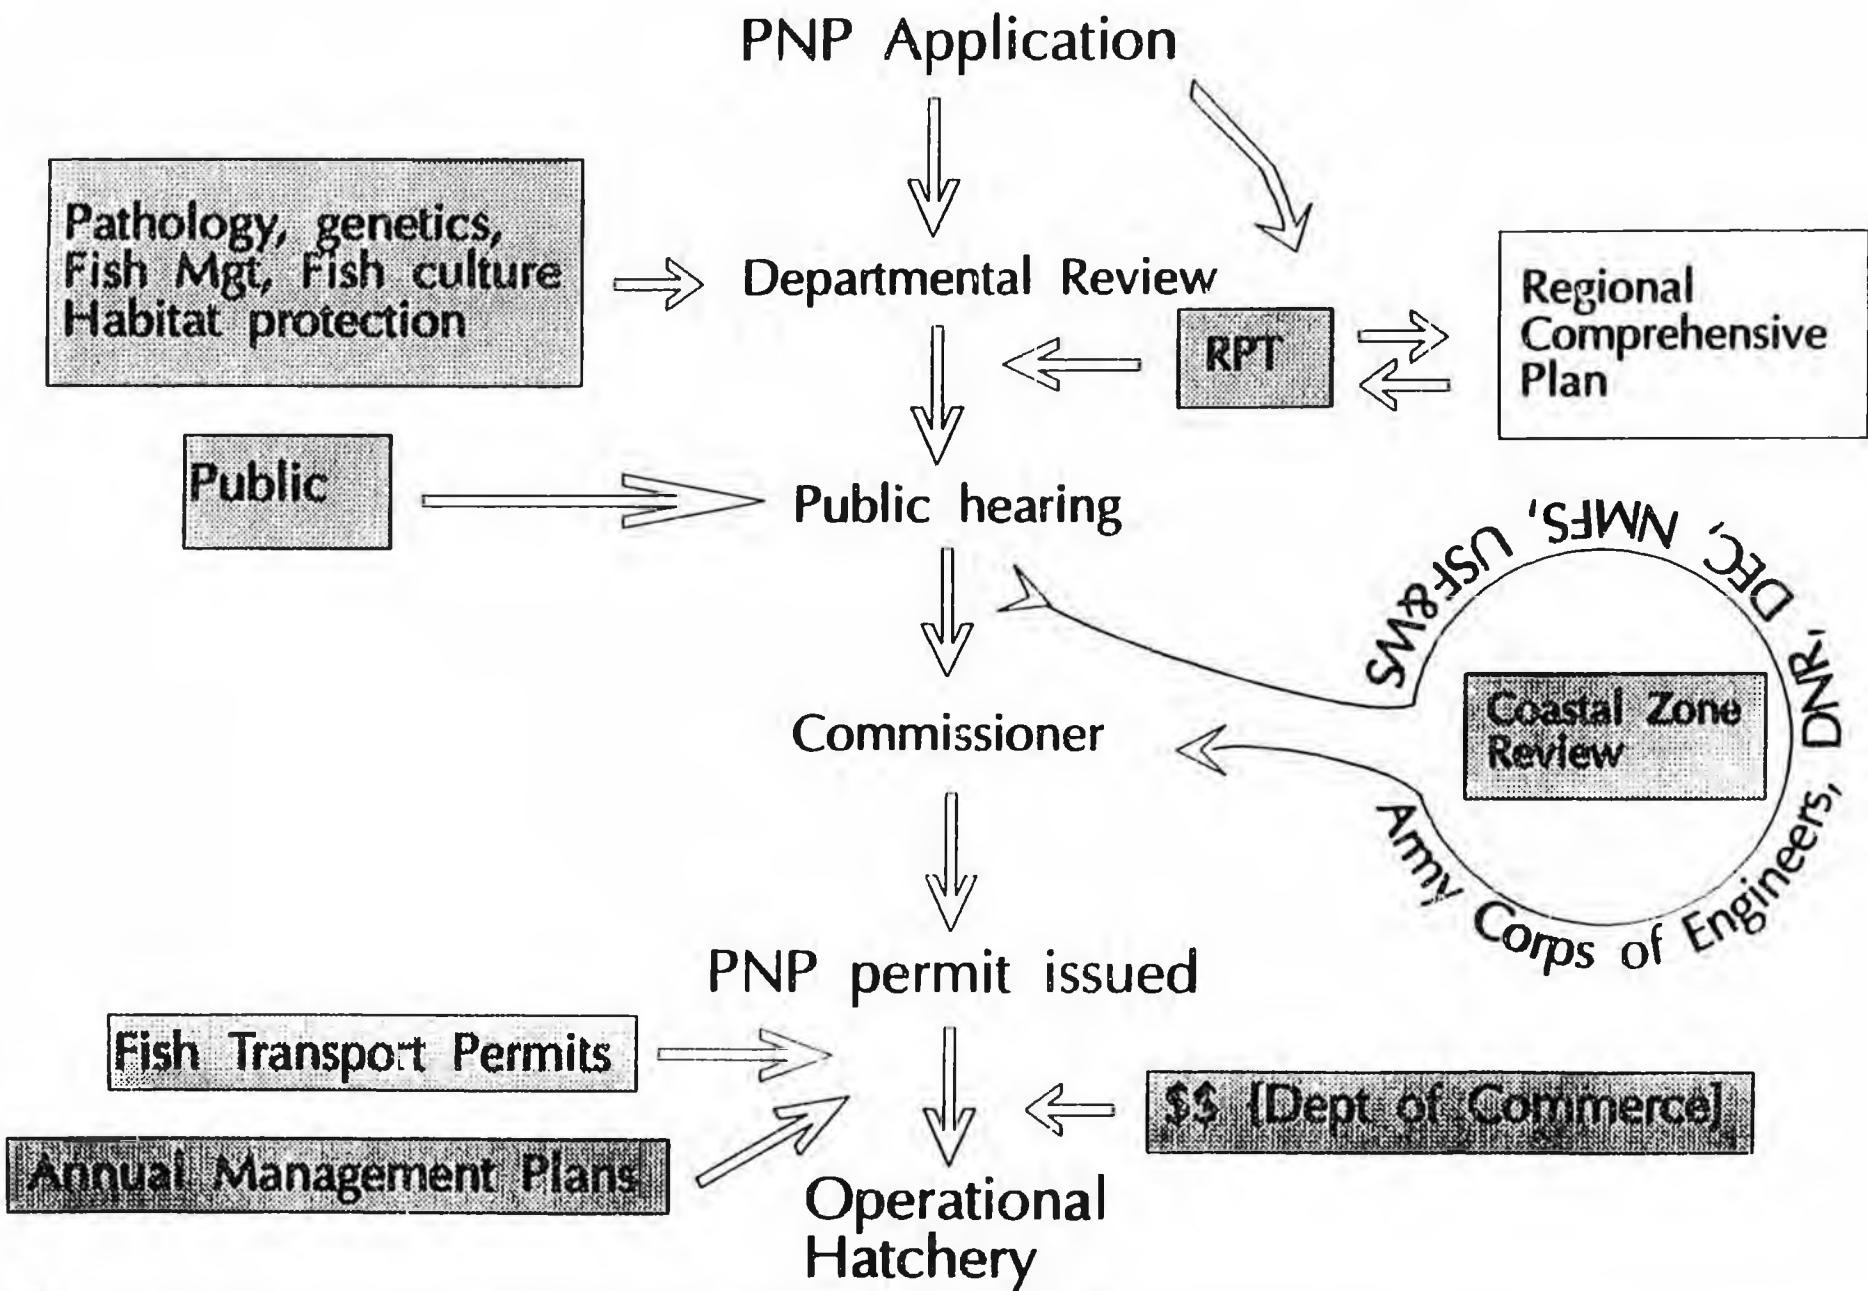 PNP Application
Pathology, genetics,
Fish Mgt, Fish culture
Habitat protection
Departmental Review
RPT
Regional
Comprehensive
Plan
Public
Public hearing
USF&WS
NMFS,
DEC,
DNR,
Army Corps of Engineers,
Coastal Zone
Review
Commissioner
PNP permit issued
Fish Transport Permits
$$ [Dept of Commerce]
Annual Management Plans
Operational
Hatchery